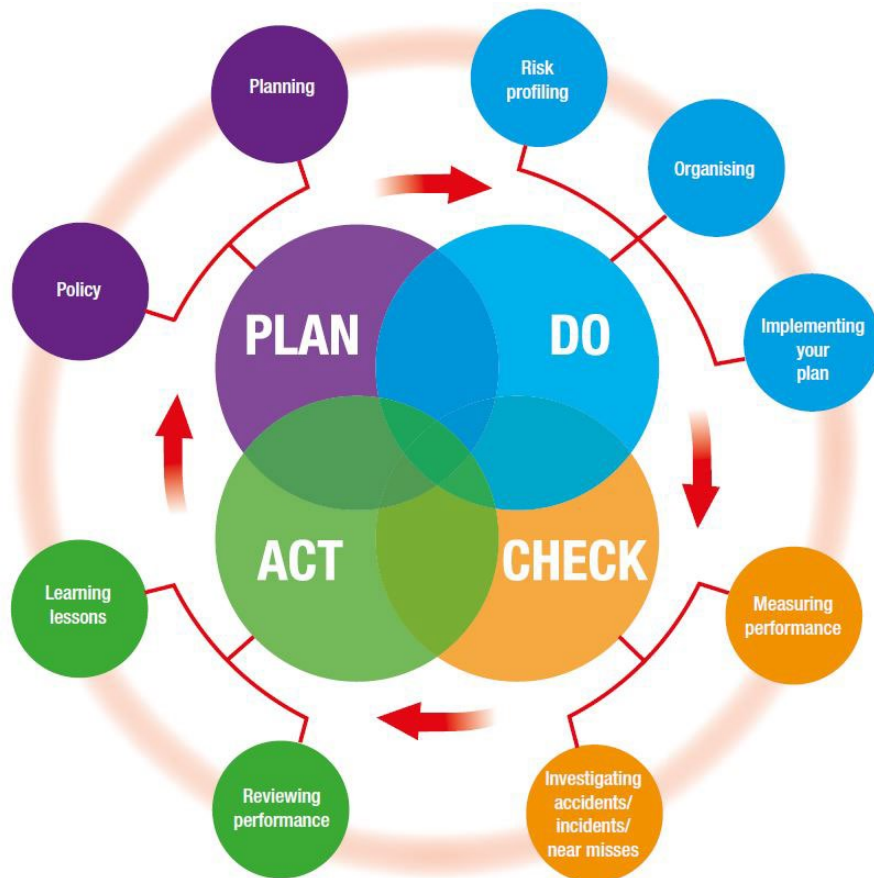 Planning
Risk
profiling
Organising
Policy
Implementing
your
plan
PLAN
DO
ACT
CHECK
Learning
lessons
Measuring
performance
Reviewing
performance
Investigating
accidents/
incidents/
near misses